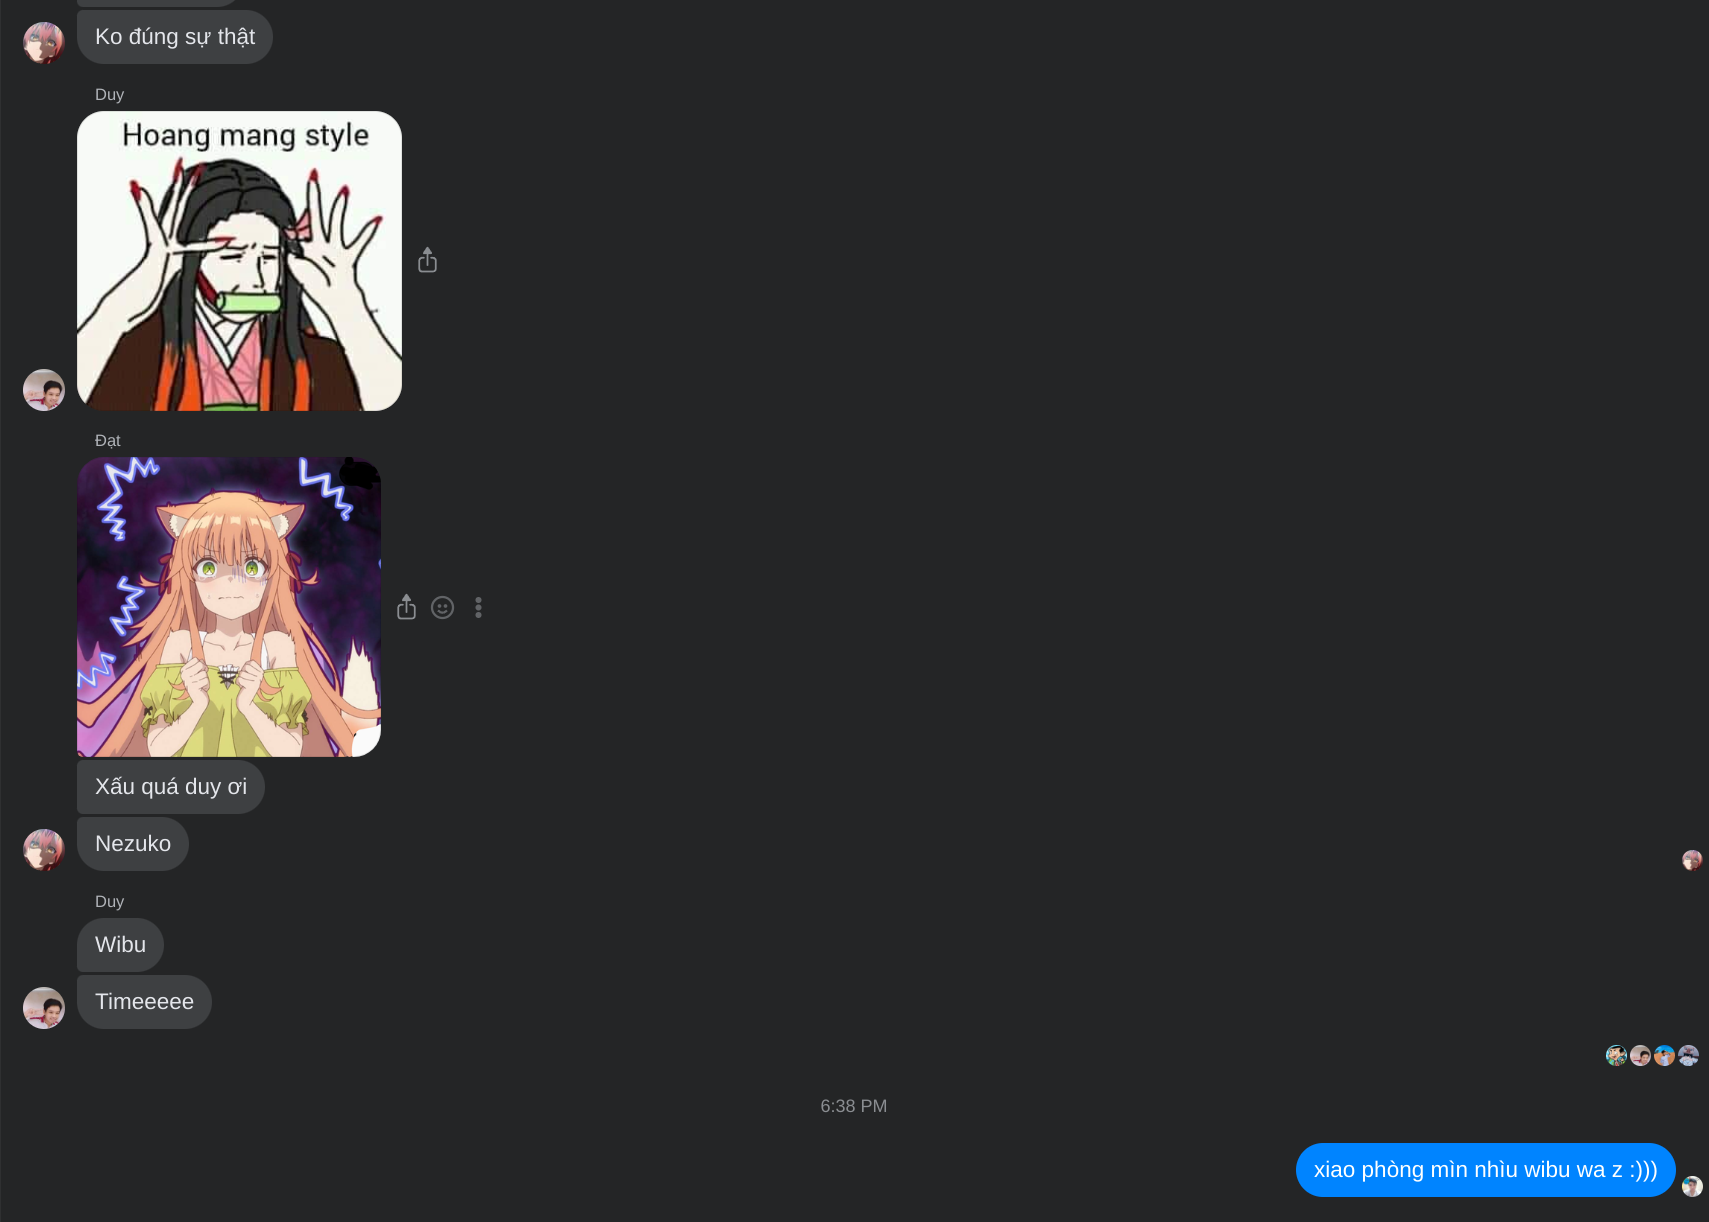 Ko đúng sự thật
Duy
Hoang mang style
Đạt
Xấu quá duy ơi
Nezuko
Duy
Wibu
Timeeeee
6:38 PM
xiao phòng mìn nhìu wibu wa z :)))